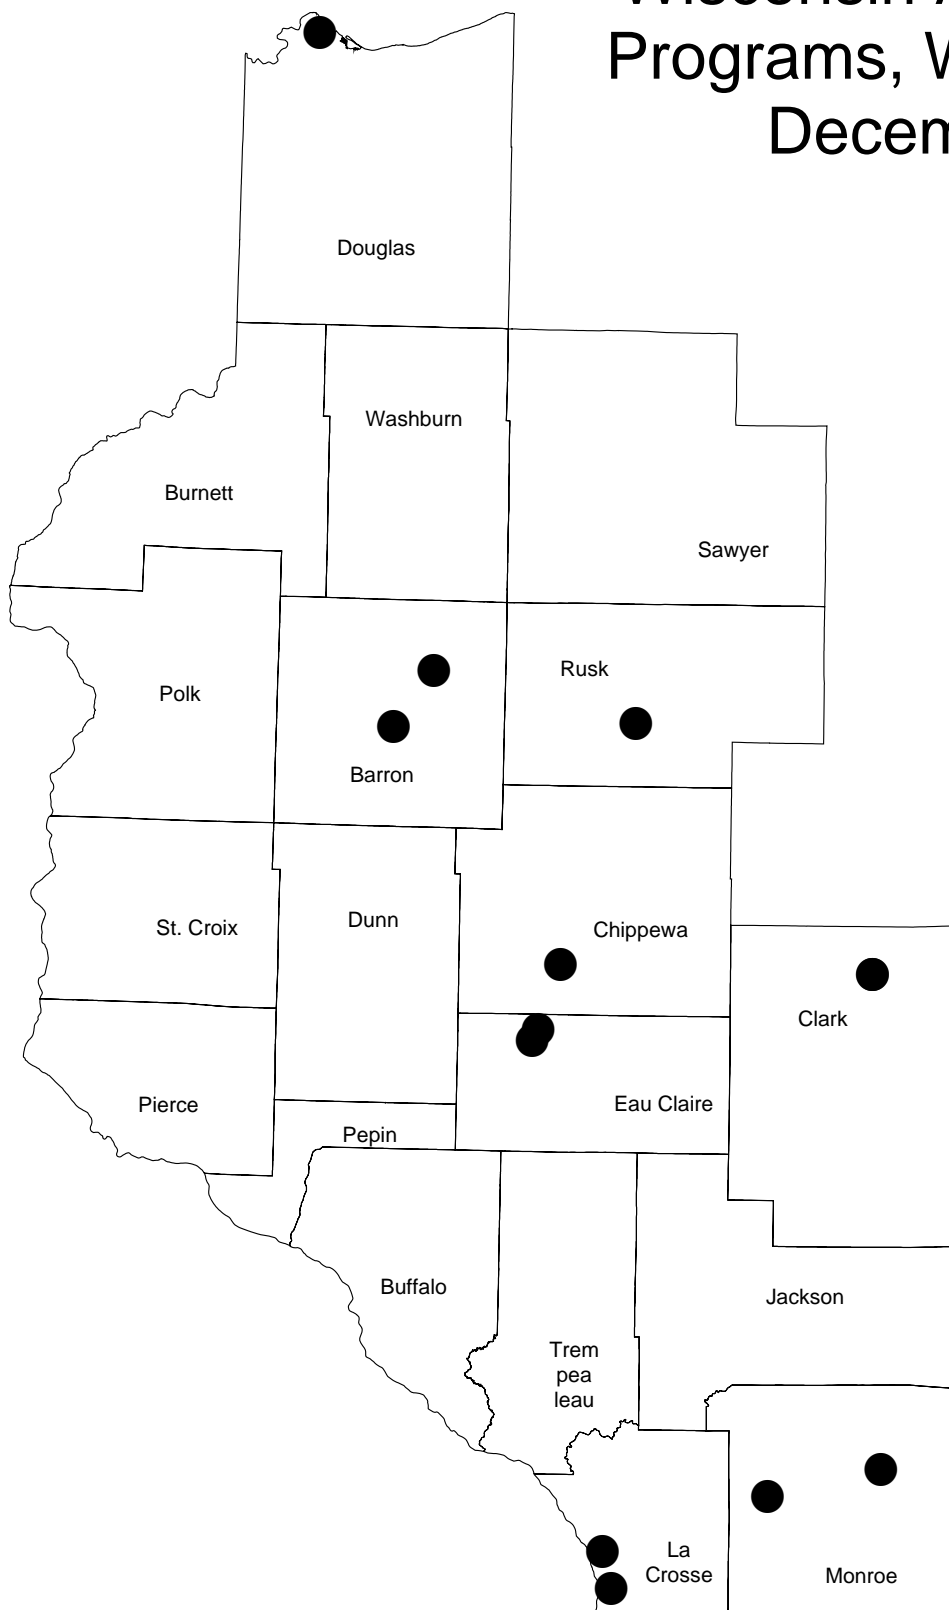 Programs,
Douglas
Washburn
Burnett
Sawyer
Rusk
Polk
Barron
Dunn
St. Croix
Chippewa
Clark
Pierce
Eau Claire
Pepin
Buffalo
Jackson
Trem
pea
leau
La
Crosse
Monroe